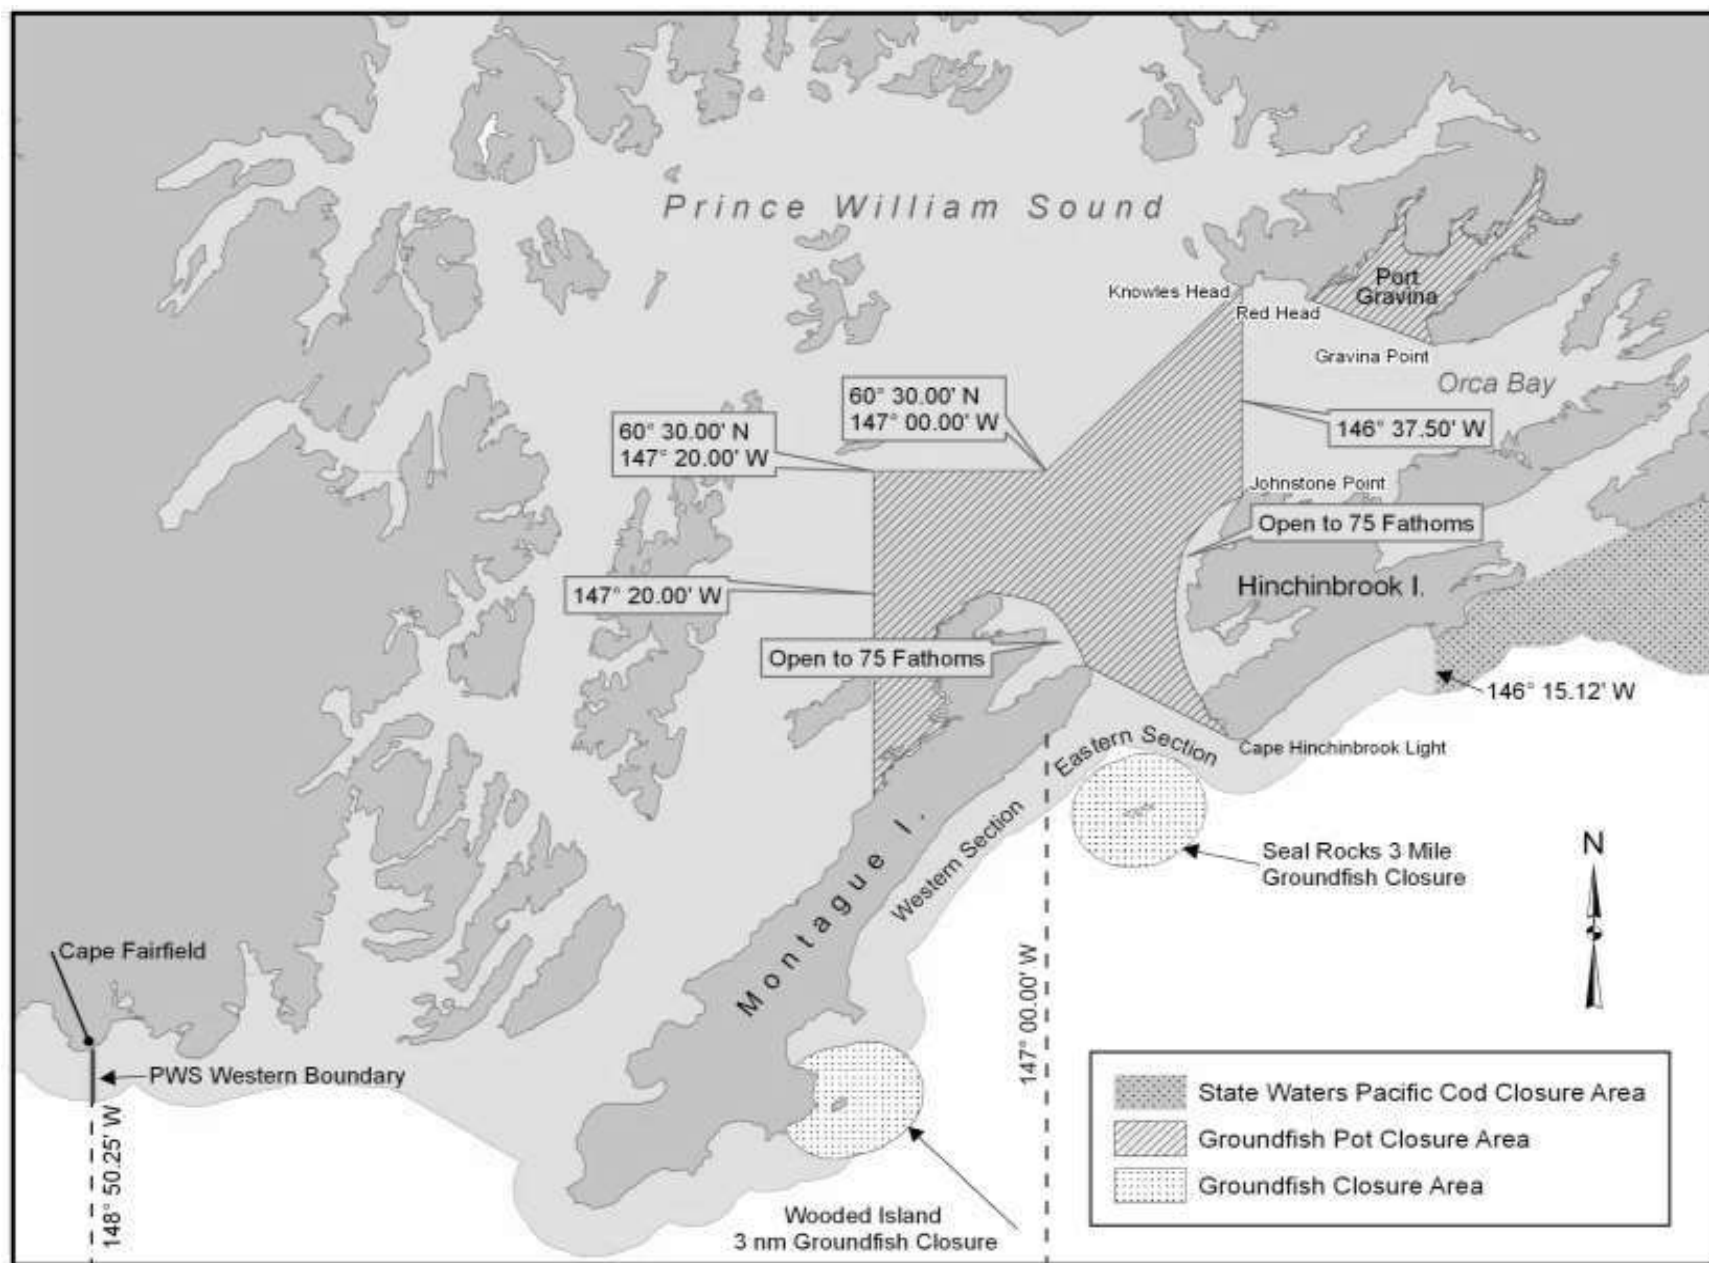 Prince William Sound
Knowles Head
Red Head
Port
Gravina
Gravina Point
Orca Bay
60° 30.00' N
147° 00.00' W
60° 30.00' N
147° 20.00' W
146° 37.50' W
Johnstone Point
Open to 75 Fathoms
147° 20.00' W
Hinchinbrook I.
Open to 75 Fathoms
146° 15.12' W
Eastern Section
Cape Hinchinbrook Light
Western Section
Montague I.
Seal Rocks 3 Mile
Groundfish Closure
N
Cape Fairfield
147° 00.00' W
PWS Western Boundary
148° 50.25' W
Wooded Island
3 nm Groundfish Closure
State Waters Pacific Cod Closure Area
Groundfish Pot Closure Area
Groundfish Closure Area